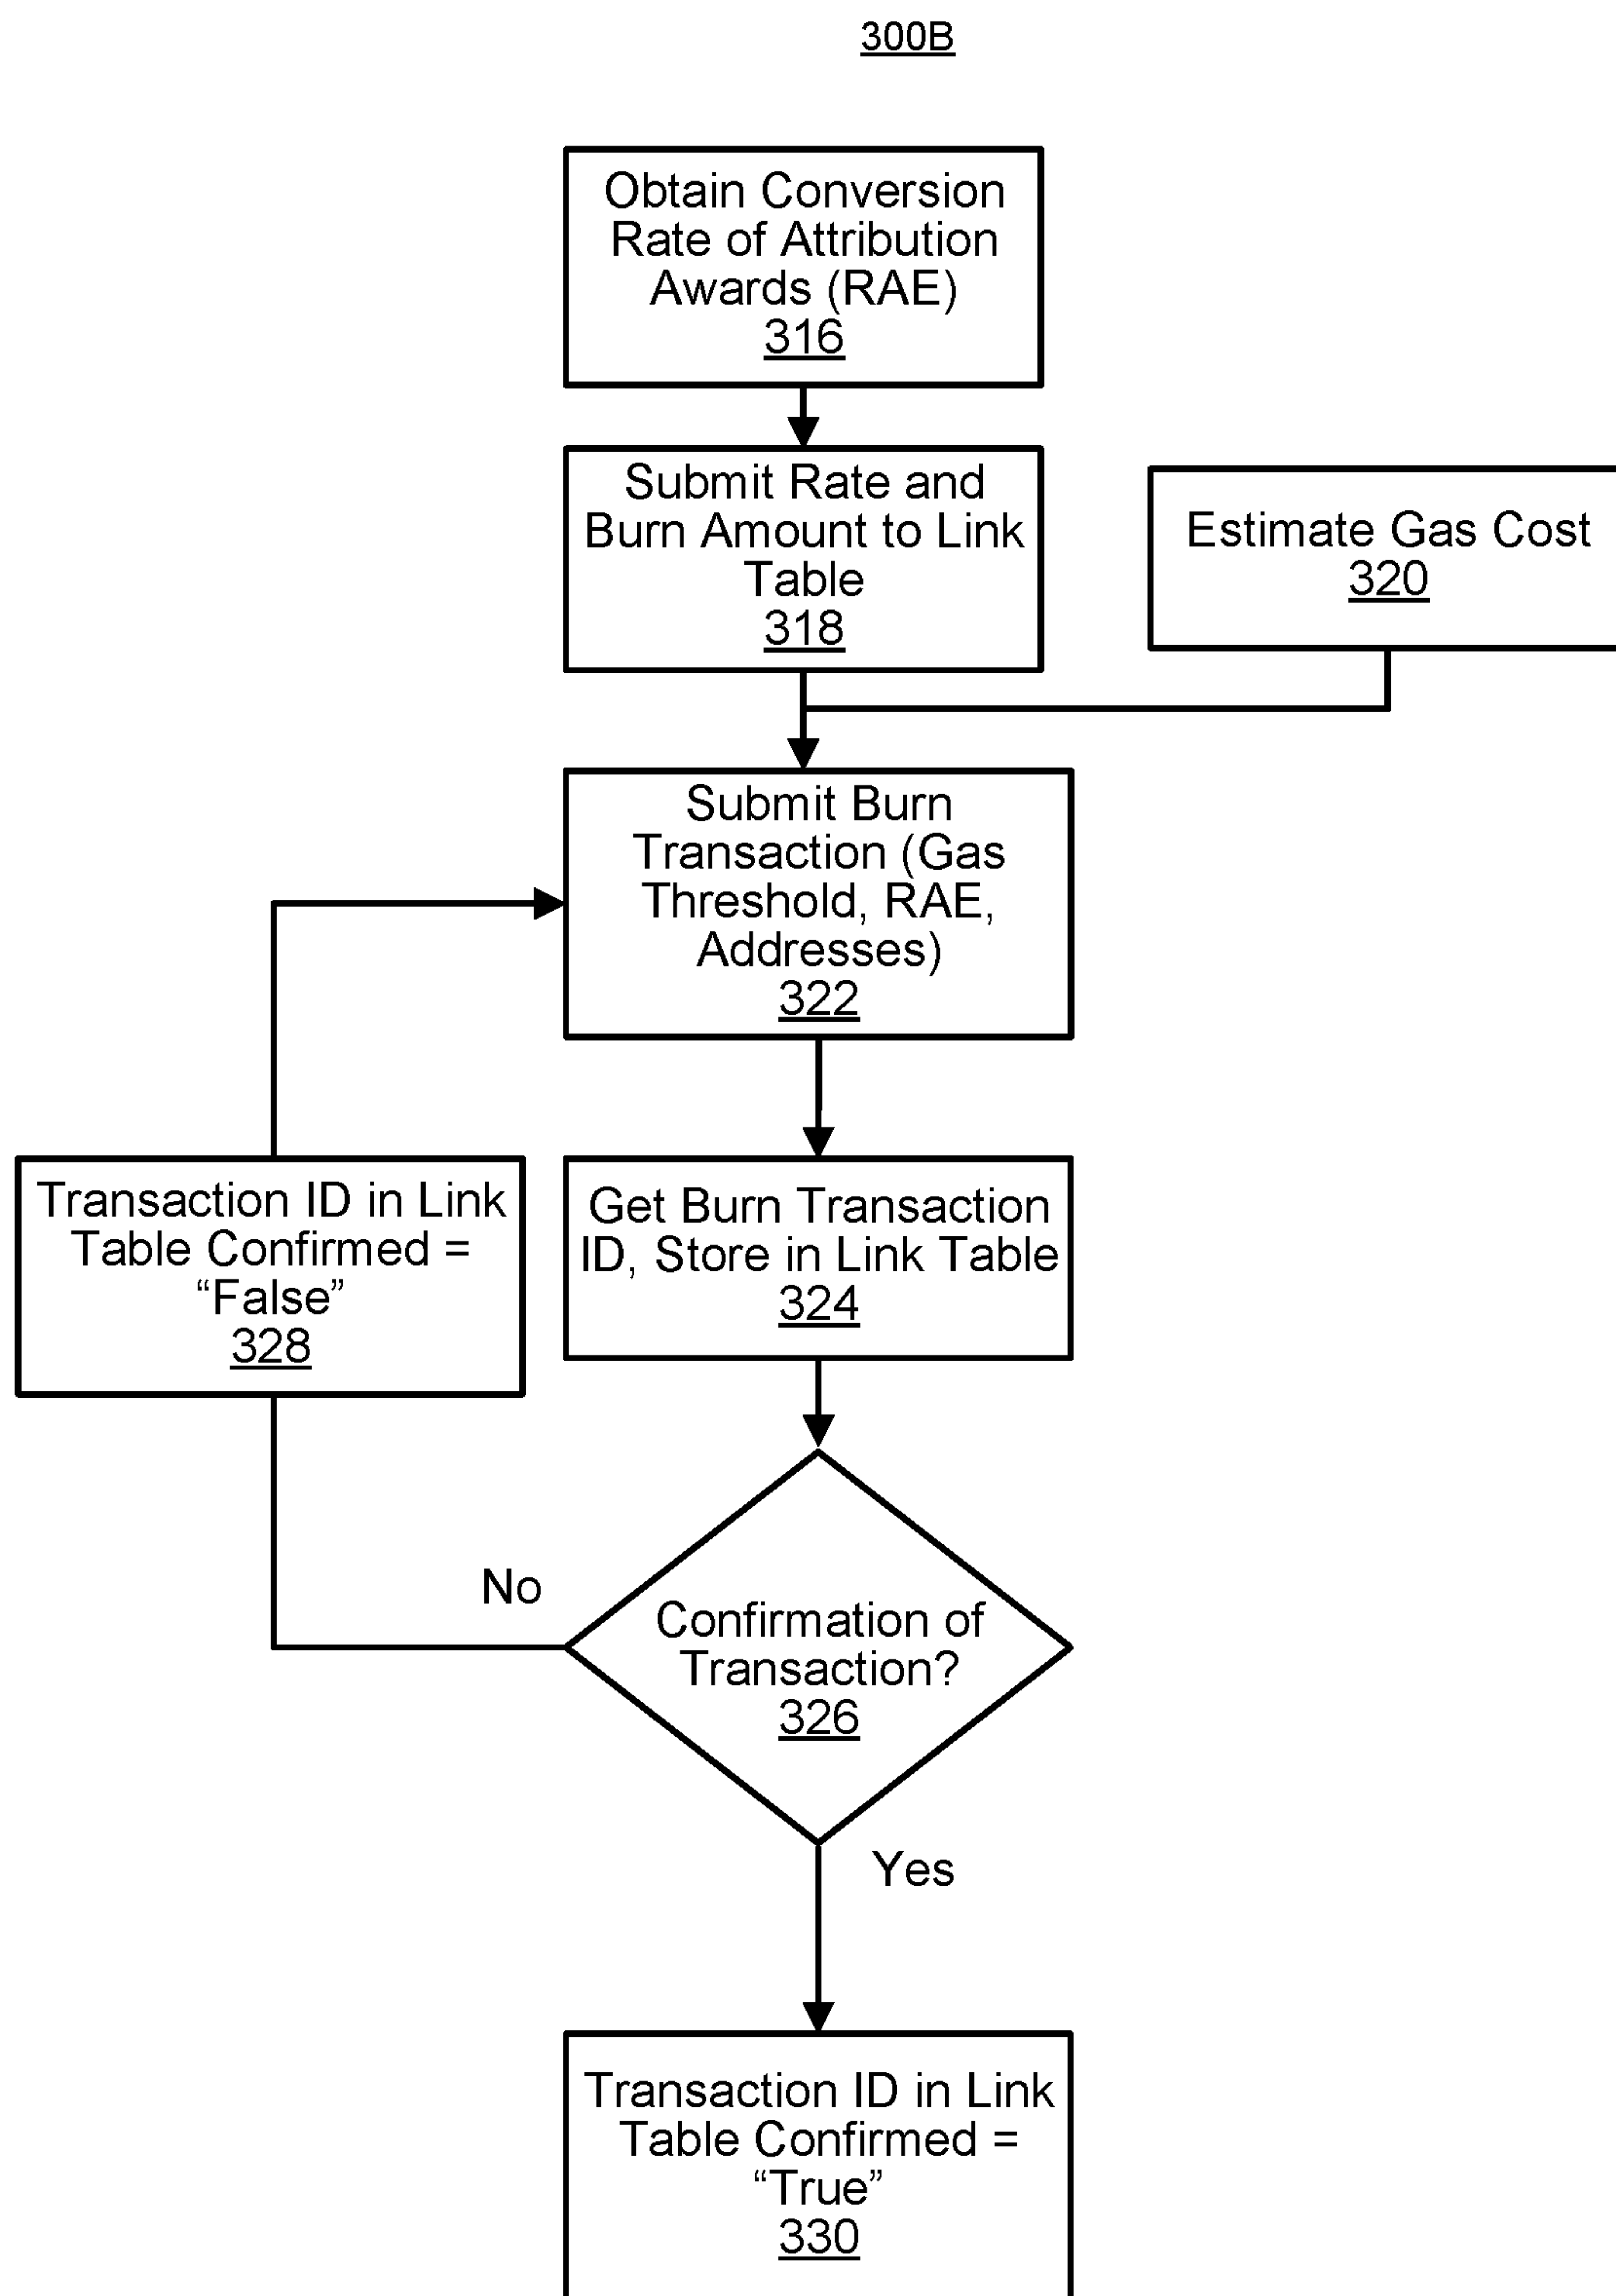 300B
Obtain Conversion
Rate of Attribution
Awards (RAE)
316
Submit Rate and
Burn Amount to Link
Table
318
Estimate Gas Cost
320
Submit Burn
Transaction (Gas
Threshold, RAE,
Addresses)
322
Transaction ID in Link
Table Confirmed =
“False”
328
Get Burn Transaction
ID, Store in Link Table
324
No
Confirmation of
Transaction?
326
Yes
Transaction ID in Link
Table Confirmed =
“True”
330